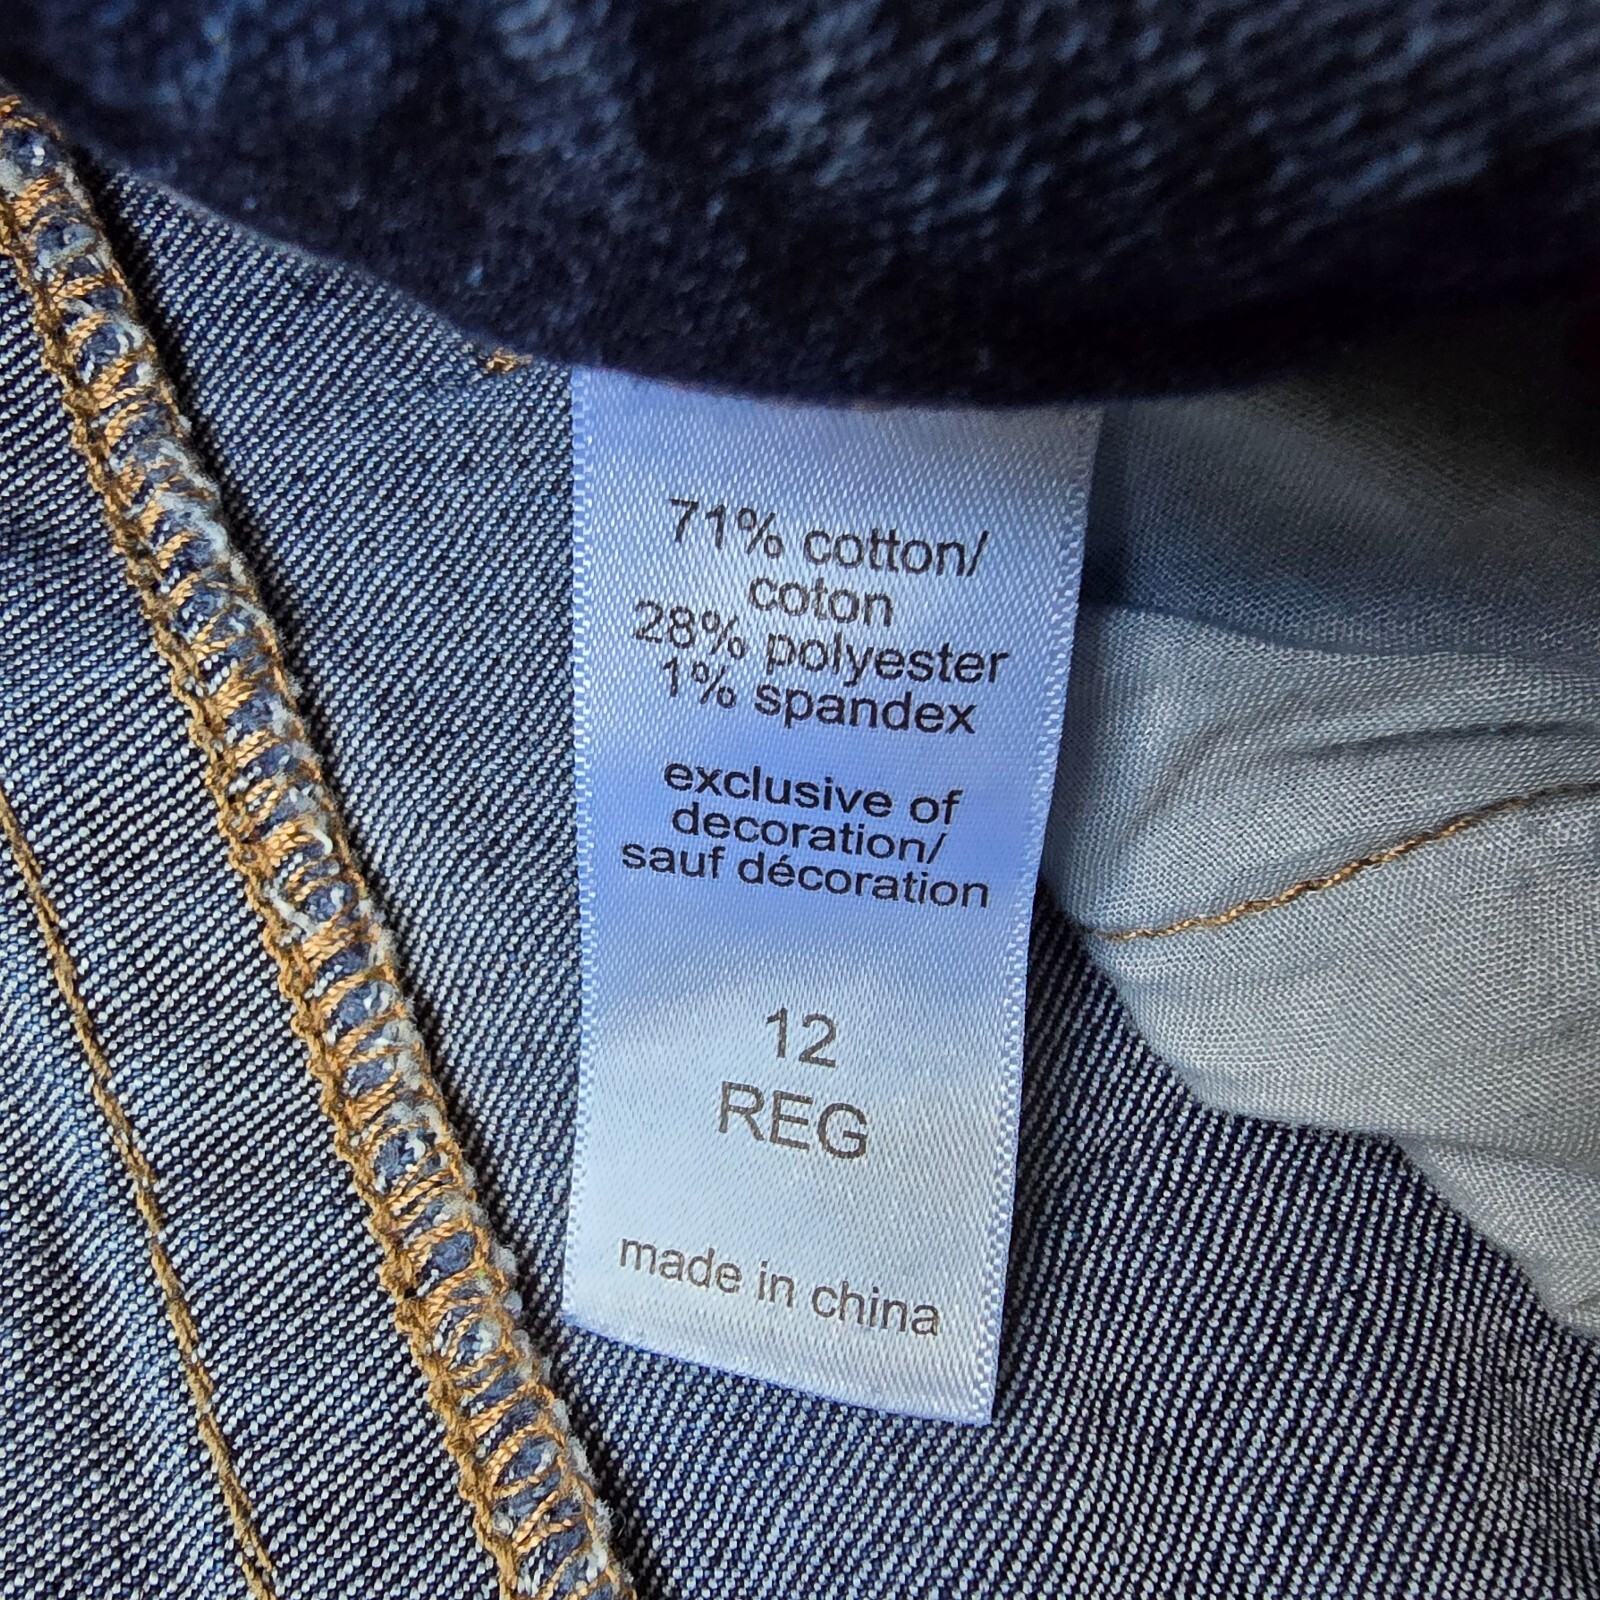 71% cotton/
coton
28% polyester
1% spandex
exclusive of
decoration/
sauf décoration
12
REG
made in china